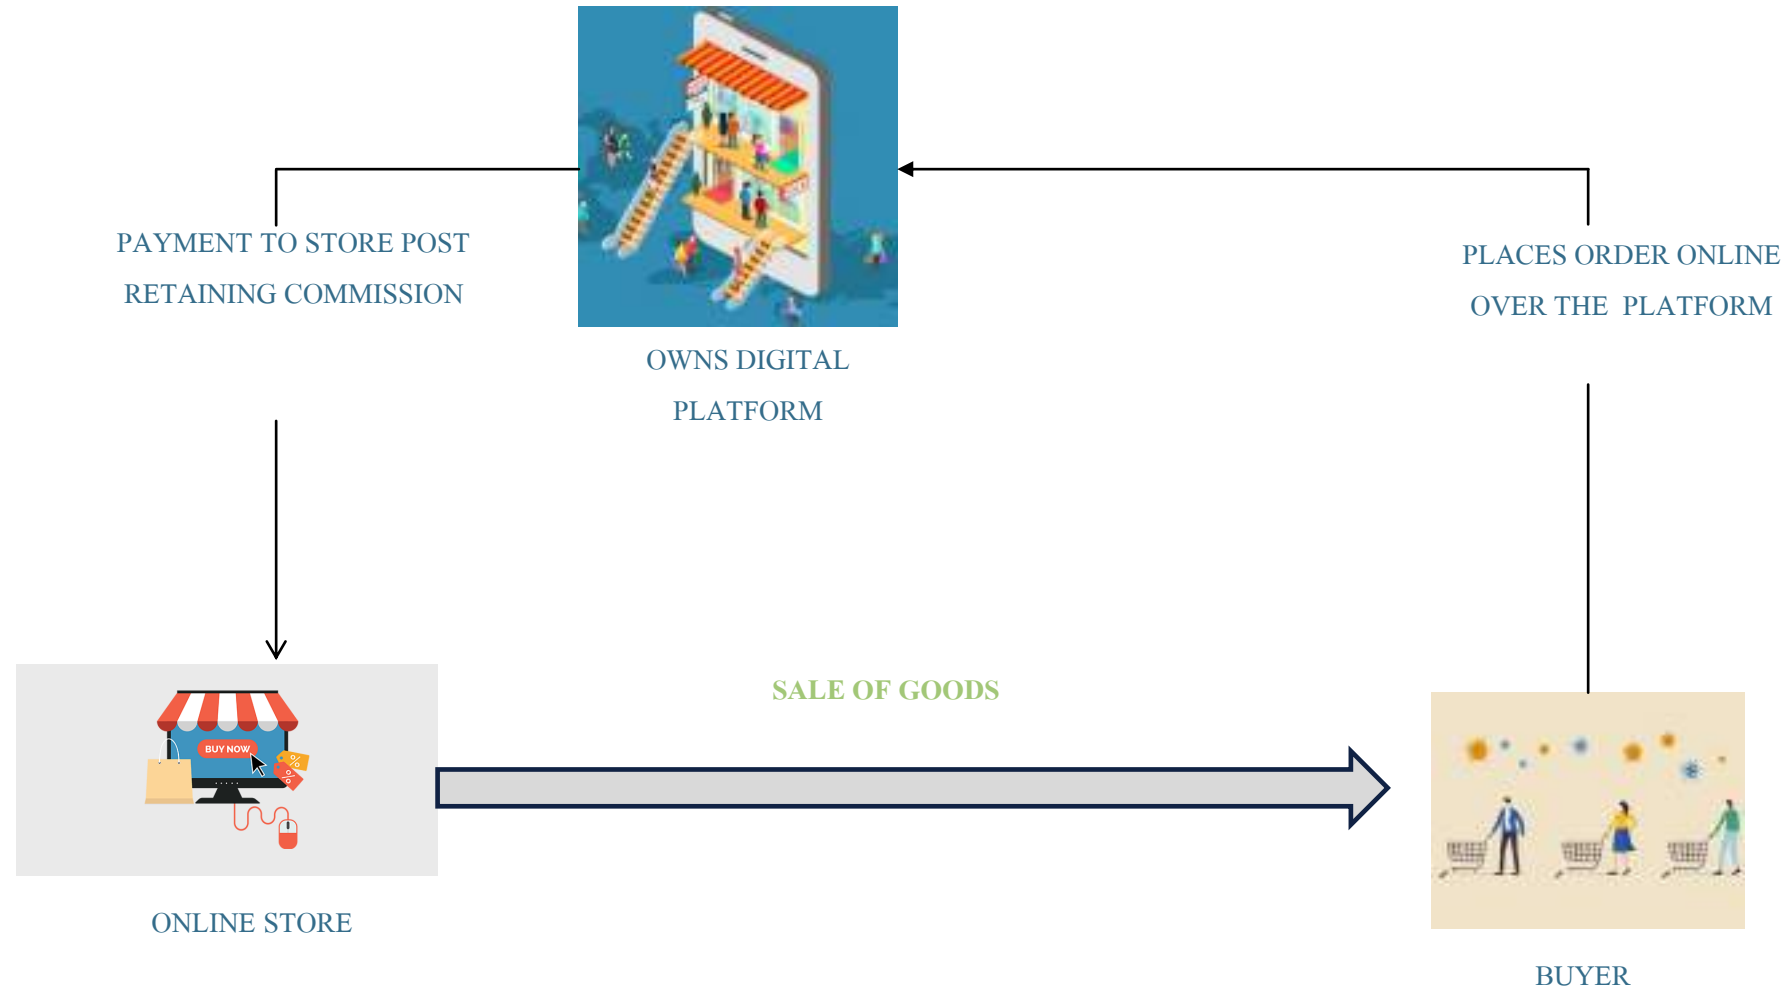 PAYMENT TO STORE POST
RETAINING COMMISSION
OWNS DIGITAL
PLATFORM
PLACES ORDER ONLINE
OVER THE PLATFORM
SALE OF GOODS
BUY NOW
%
%
ONLINE STORE
BUYER